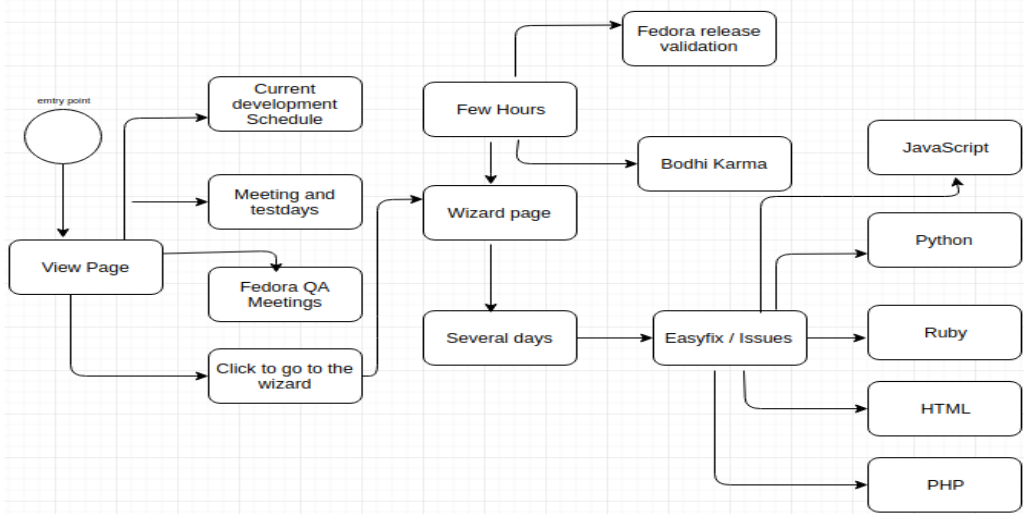 emtry point
View Page
Current
development
Schedule
Meeting and
testdays
Fedora QA
Meetings
Click to go to the
wizard
Fedora release
validation
Few Hours
Bodhi Karma
Wizard page
Several days
Easyfix / Issues
JavaScript
Python
Ruby
HTML
PHP